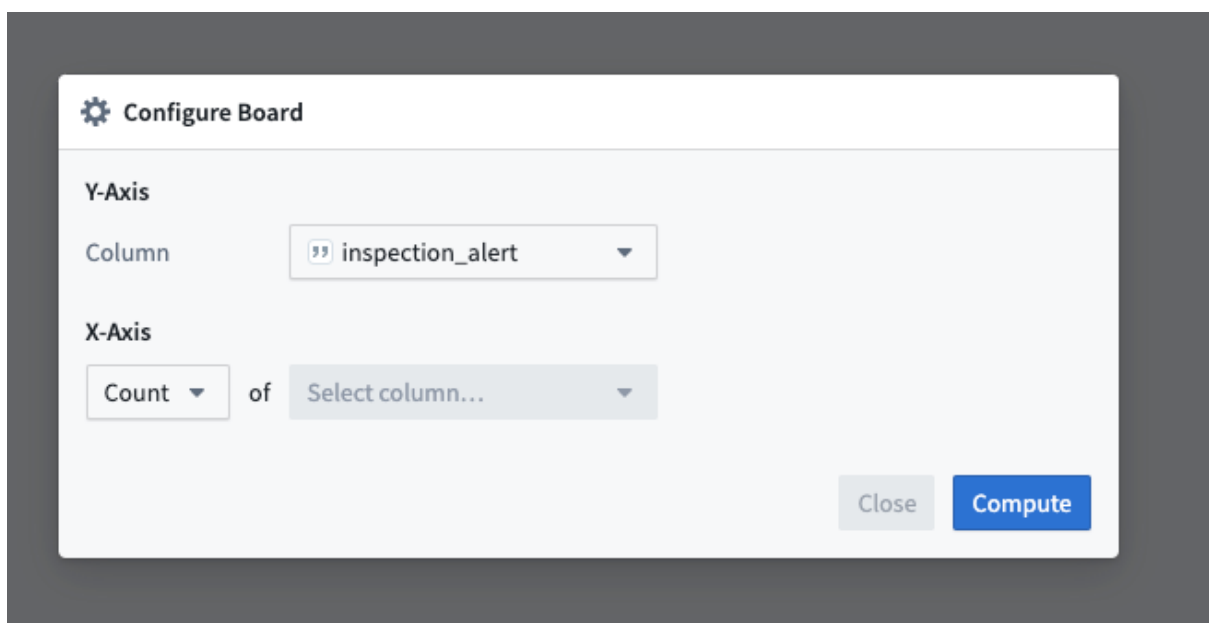 Configure Board
Y-Axis
Column ” inspection_alert
X-Axis
Count of Select column...
Close Compute